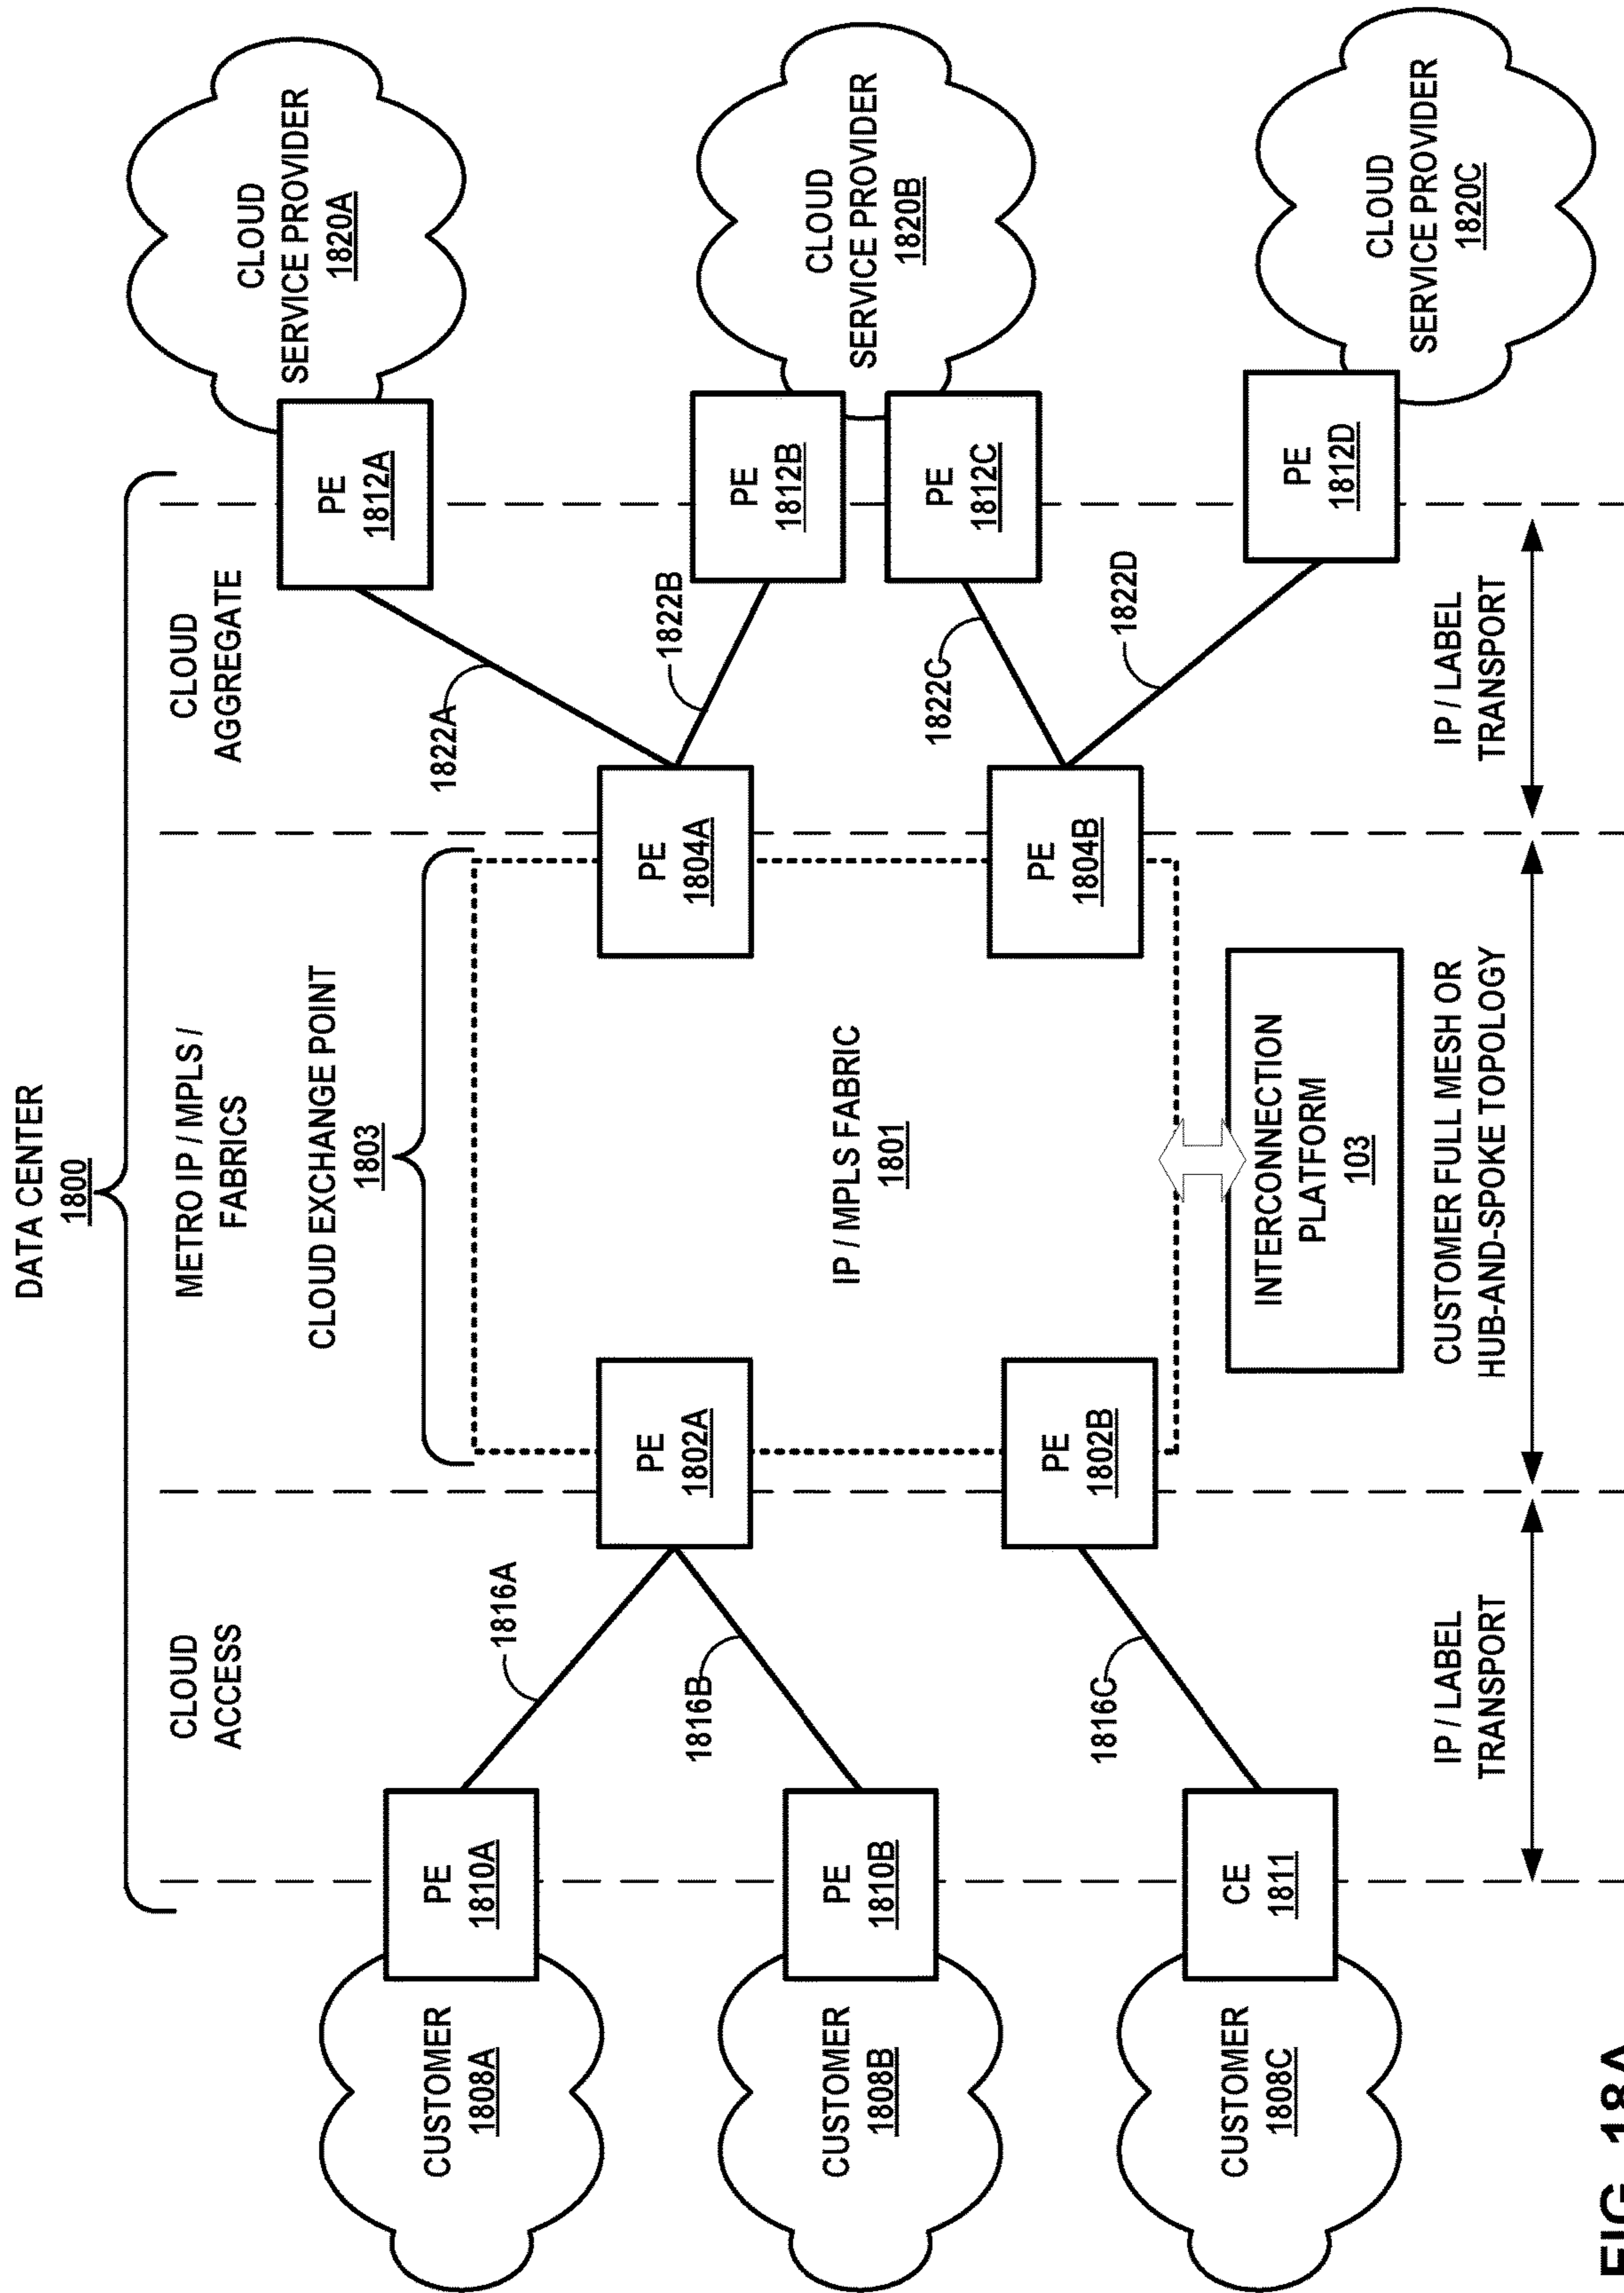 DATA CENTER
1800
CLOUD
ACCESS
METRO IP / MPLS /
FABRICS
CLOUD
AGGREGATE
CLOUD EXCHANGE POINT
1803
CUSTOMER
1808A
PE
1810A
1816A
PE
1802A
PE
1804A
1822A
PE
1812A
CLOUD
SERVICE PROVIDER
1820A
CUSTOMER
1808B
PE
1810B
1816B
IP / MPLS FABRIC
1801
1822B
PE
1812B
CLOUD
SERVICE PROVIDER
1820B
1822C
PE
1812C
CUSTOMER
1808C
CE
1811
1816C
PE
1802B
PE
1804B
1822D
PE
1812D
CLOUD
SERVICE PROVIDER
1820C
INTERCONNECTION
PLATFORM
103
IP / LABEL
TRANSPORT
CUSTOMER FULL MESH OR
HUB-AND-SPOKE TOPOLOGY
IP / LABEL
TRANSPORT
FIG. 18A